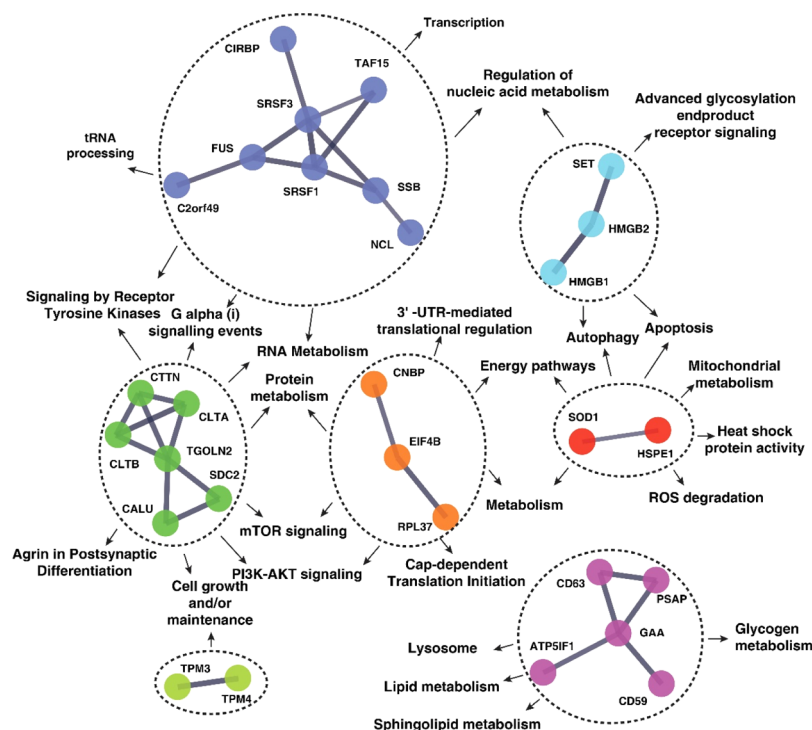 Transcription
CIRBP
TAF15
Regulation of
nucleic acid metabolism
Advanced glycosylation
endproduct
receptor signaling
SRSF3
tRNA
processing
FUS
SET
SRSF1
SSB
C2orf49
HMGB2
NCL
HMGB1
Signaling by Receptor
Tyrosine Kinases
G alpha (i)
signalling events
3' -UTR-mediated
translational regulation
Autophagy
Apoptosis
RNA Metabolism
CTTN
Protein
metabolism
CNBP
Energy pathways
Mitochondrial
metabolism
CLTA
SOD1
EIF4B
HSPE1
Heat shock
protein activity
TGOLN2
CLTB
SDC2
CALU
RPL37
Metabolism
ROS degradation
mTOR signaling
Agrin in Postsynaptic
Differentiation
PI3K-AKT signaling
Cap-dependent
Translation Initiation
Cell growth
and/or
maintenance
CD63
PSAP
GAA
Glycogen
metabolism
Lysosome
ATP5IF1
TPM3
Lipid metabolism
CD59
TPM4
Sphingolipid metabolism